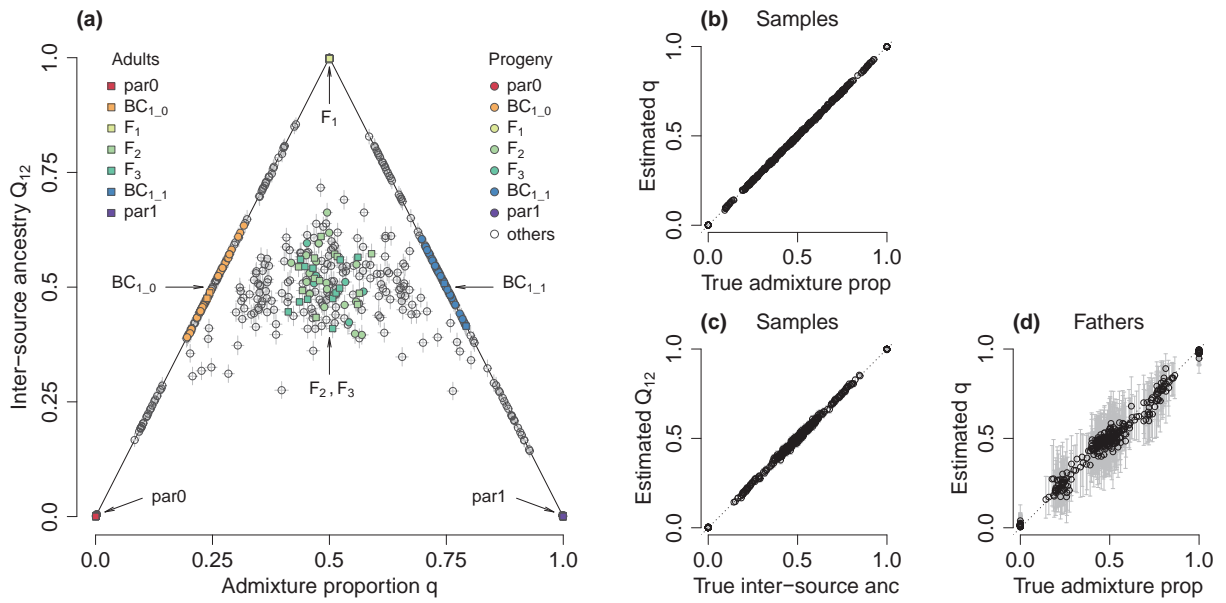 (a)
Adults
par0
BC1_0
F1
F2
F3
BC1_1
par1
Progeny
par0
BC1_0
F1
F2
F3
BC1_1
par1
others
F1
BC1_0
BC1_1
F2 , F3
par0
par1
Inter−source ancestry Q12
0.0
0.25
0.5
0.75
1.0
0.0
0.25
0.5
0.75
1.0
Admixture proportion q
(b) Samples
Estimated q
0.0
0.5
1.0
0.0
0.5
1.0
True admixture prop
(c) Samples
Estimated Q12
0.0
0.5
1.0
0.0
0.5
1.0
True inter−source anc
(d) Fathers
Estimated q
0.0
0.5
1.0
0.0
0.5
1.0
True admixture prop